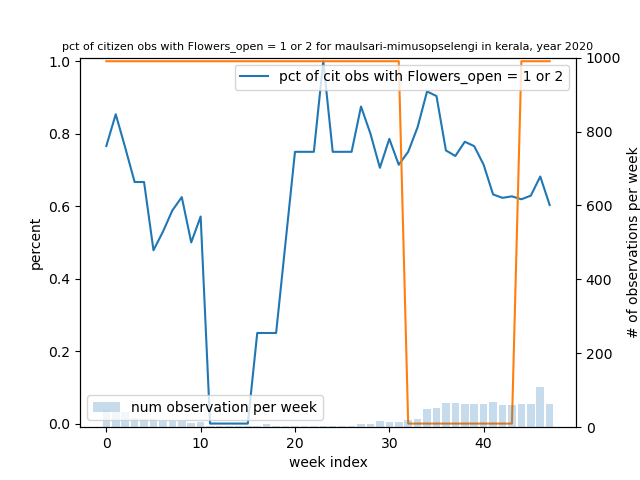 pct of citizen obs with Flowers_open = 1 or 2 for maulsari-mimusopselengi in kerala, year 2020
pct of cit obs with Flowers_open = 1 or 2
num observation per week
percent
1.0
0.8
0.6
0.4
0.2
0.0
0
10
20
30
40
week index
1000
800
600
400
200
0
# of observations per week